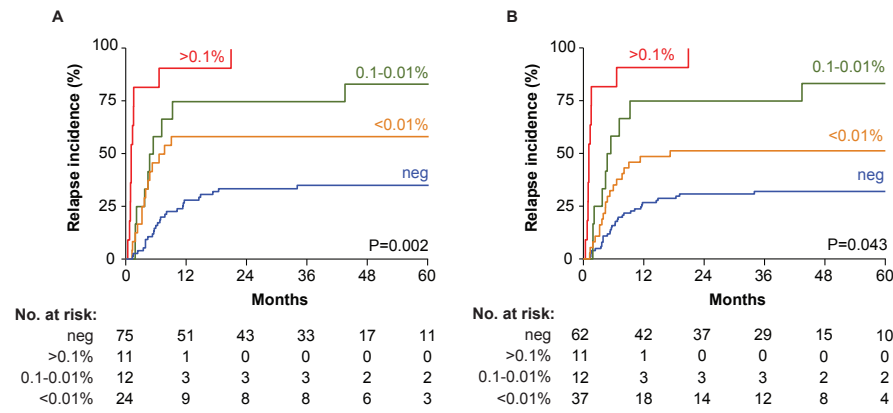 A
Relapse incidence (%)
100
75
50
25
0
>0.1%
0.1-0.01%
<0.01%
neg
P=0.002
0 12 24 36 48 60
Months
No. at risk:
neg 75 51 43 33 17 11
>0.1% 11 1 0 0 0 0
0.1-0.01% 12 3 3 3 2 2
<0.01% 24 9 8 8 6 3
B
Relapse incidence (%)
100
75
50
25
0
>0.1%
0.1-0.01%
<0.01%
neg
P=0.043
0 12 24 36 48 60
Months
No. at risk:
neg 62 42 37 29 15 10
>0.1% 11 1 0 0 0 0
0.1-0.01% 12 3 3 3 2 2
<0.01% 37 18 14 12 8 4